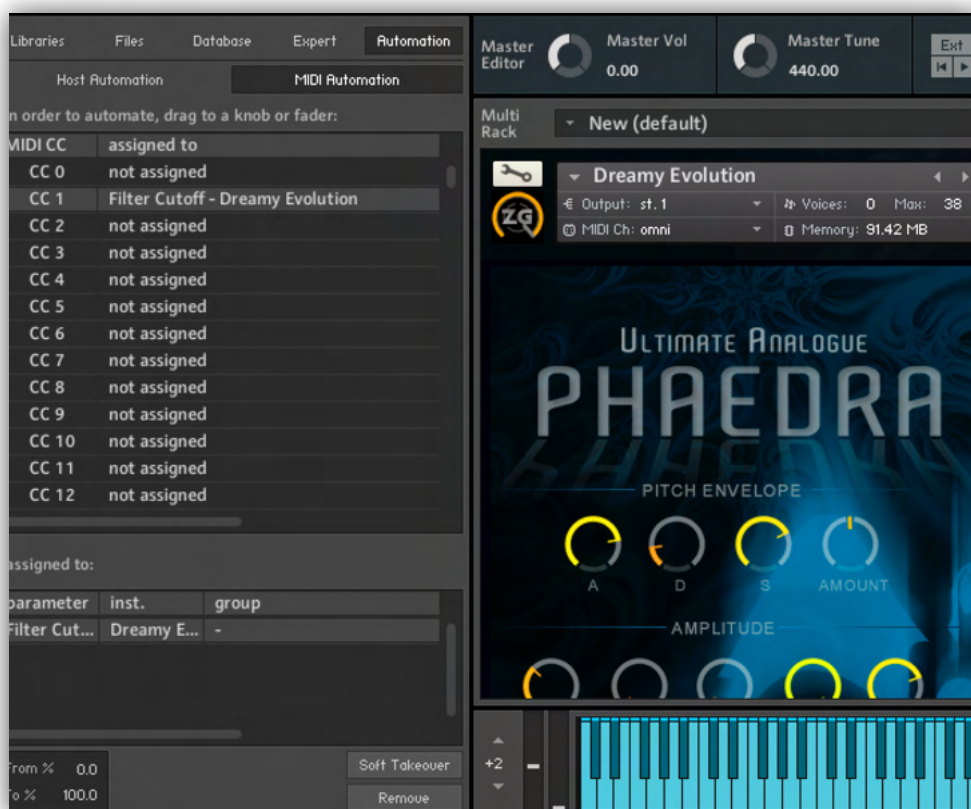 Libraries Files Database Expert Automation
Host Automation MIDI Automation
n order to automate, drag to a knob or fader:
MIDI CC assigned to
CC 0 not assigned
CC 1 Filter Cutoff - Dreamy Evolution
CC 2 not assigned
CC 3 not assigned
CC 4 not assigned
CC 5 not assigned
CC 6 not assigned
CC 7 not assigned
CC 8 not assigned
CC 9 not assigned
CC 10 not assigned
CC 11 not assigned
CC 12 not assigned
assigned to:
parameter inst. group
Filter Cut... Dreamy E... -
From % 0.0
To % 100.0
Soft Takeover
Remove
Master Editor
Master Vol
0.00
Master Tune
440.00
Ext
Multi Rack
New (default)
Dreamy Evolution
Output: st.1 Voices: 0 Max: 38
MIDI Ch: omni Memory: 91.42 MB
ZG
ULTIMATE ANALOGUE
PHAEDRA
PITCH ENVELOPE
A D S AMOUNT
AMPLITUDE
+2